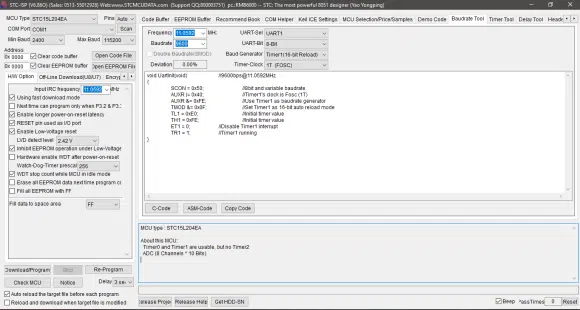 STC-ISP (V6.86O) (Sales: 0513-15012928) Web:www.STCMCUDATA.com (Support QQ:800003751) pc:RM86600 -- STC: The most powerful 8051 designer (Yao Yongping)
MCU Type STC15L204EA Pins Auto
COM Port COM1 Scan
Min Baud 2400 Max Baud 115200
Address
0x 0000 Clear code buffer Open Code File
0x 0000 Clear EEPROM buffer Open EEPROM File
H/W Option Off-Line Download(U8/U7)
Input IRC frequency 11.0592 MHz
Using fast download mode
Next time can program only when P3.2 & P3.
Enable longer power-on-reset latency
RESET pin used as I/O port
Enable Low-Voltage reset
LVD detect level 2.42 V
Inhibit EEPROM operation under Low-Voltage
Hardware enable WDT after power-on-reset
Watch-Dog-Timer prescal 256
WDT stop count while MCU in idle mode
Erase all EEPROM data next time program
Fill all EEPROM with FF
Fill data to space area FF
Download/Program Stop Re-Program
Check MCU Notice Delay 3 sec
Auto reload the target file before each program
Reload and download when target file is modified
Code Buffer EEPROM Buffer Recommend Book COM Helper Keil ICE Settings MCU Selection/Price/Samples Demo Code Baudrate Tool Timer Tool Delay Tool
Frequency 11.0592 MHz UART-Sel UART1
Baudrate 9600 UART-Bit 8-BIT
Double Baudrate(SMOD) Baud Generator Timer1(16-bit Reload)
Deviation 0.00% Timer-Clock 1T (FOSC)
void UartInit(void) //9600bps@11.0592MHz
{
SCON = 0x50; //8bit and variable baudrate
AUXR |= 0x40; //Timer1's clock is Fosc (1T)
AUXR &= 0xFE; //Use Timer1 as baudrate generator
TMOD &= 0x0F; //Set Timer1 as 16-bit auto reload mode
TL1 = 0xE0; //Initial timer value
TH1 = 0xFE; //Initial timer value
ET1 = 0; //Disable Timer1 interrupt
TR1 = 1; //Timer1 running
}
C-Code ASM-Code Copy Code
MCU type : STC15L204EA
About this MCU:
Timer0 and Timer1 are usable, but no Timer2
ADC (8 Channels * 10 Bits)
Release Help Get HDD-SN Beep 0 Reset